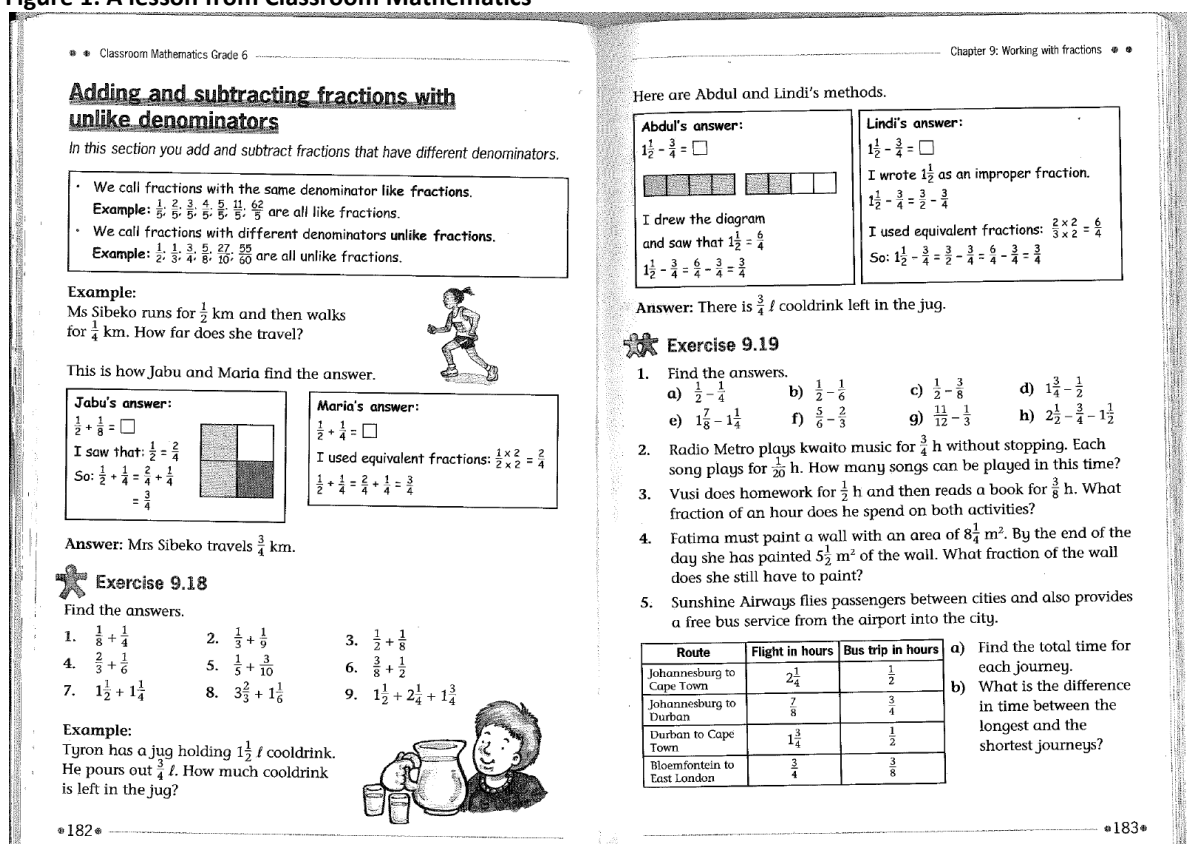 Figure 1: A lesson from Classroom Mathematics
Classroom Mathematics Grade 6
Adding and subtracting fractions with
unlike denominators
In this section you add and subtract fractions that have different denominators.
• We call fractions with the same denominator like fractions.
Example: 1/5; 2/5; 3/5; 4/5; 5/5; 11/5; 62/5 are all like fractions.
• We call fractions with different denominators unlike fractions.
Example: 1/2; 1/3; 3/4; 5/8; 27/10; 55/60 are all unlike fractions.
Example:
Ms Sibeko runs for 1/2 km and then walks
for 1/4 km. How far does she travel?
This is how Jabu and Maria find the answer.
Jabu's answer:
1/2 + 1/8 = □
I saw that: 1/2 = 2/4
So: 1/2 + 1/4 = 2/4 + 1/4
= 3/4
Maria's answer:
1/2 + 1/4 = □
I used equivalent fractions: 1 × 2/2 × 2 = 2/4
1/2 + 1/4 = 2/4 + 1/4 = 3/4
Answer: Mrs Sibeko travels 3/4 km.
Exercise 9.18
Find the answers.
1. 1/8 + 1/4 2. 1/3 + 1/9 3. 1/2 + 1/8
4. 2/3 + 1/6 5. 1/5 + 3/10 6. 3/8 + 1/2
7. 1 1/2 + 1 1/4 8. 3 2/3 + 1 1/6 9. 1 1/2 + 2 1/4 + 1 3/4
Example:
Tyron has a jug holding 1 1/2 ℓ cooldrink.
He pours out 3/4 ℓ. How much cooldrink
is left in the jug?
182
Chapter 9: Working with fractions
Here are Abdul and Lindi's methods.
Abdul's answer:
1 1/2 - 3/4 = □
I drew the diagram
and saw that 1 1/2 = 6/4
1 1/2 - 3/4 = 6/4 - 3/4 = 3/4
Lindi's answer:
1 1/2 - 3/4 = □
I wrote 1 1/2 as an improper fraction.
1 1/2 - 3/4 = 3/2 - 3/4
I used equivalent fractions: 2 × 2/3 × 2 = 6/4
So: 1 1/2 - 3/4 = 3/2 - 3/4 = 6/4 - 3/4 = 3/4
Answer: There is 3/4 ℓ cooldrink left in the jug.
Exercise 9.19
1. Find the answers.
a) 1/2 - 1/4 b) 1/2 - 1/6 c) 1/2 - 3/8 d) 1 3/4 - 1/2
e) 1 7/8 - 1 1/4 f) 5/6 - 2/3 g) 11/12 - 1/3 h) 2 1/2 - 3/4 - 1 1/2
2. Radio Metro plays kwaito music for 3/4 h without stopping. Each
song plays for 1/20 h. How many songs can be played in this time?
3. Vusi does homework for 1/2 h and then reads a book for 3/8 h. What
fraction of an hour does he spend on both activities?
4. Fatima must paint a wall with an area of 8 1/4 m². By the end of the
day she has painted 5 1/2 m² of the wall. What fraction of the wall
does she still have to paint?
5. Sunshine Airways flies passengers between cities and also provides
a free bus service from the airport into the city.
Route Flight in hours Bus trip in hours
Johannesburg to
Cape Town 2 1/4 1/2
Johannesburg to
Durban 7/8 3/4
Durban to Cape
Town 1 3/4 1/2
Bloemfontein to
East London 3/4 3/8
a) Find the total time for
each journey.
b) What is the difference
in time between the
longest and the
shortest journeys?
183